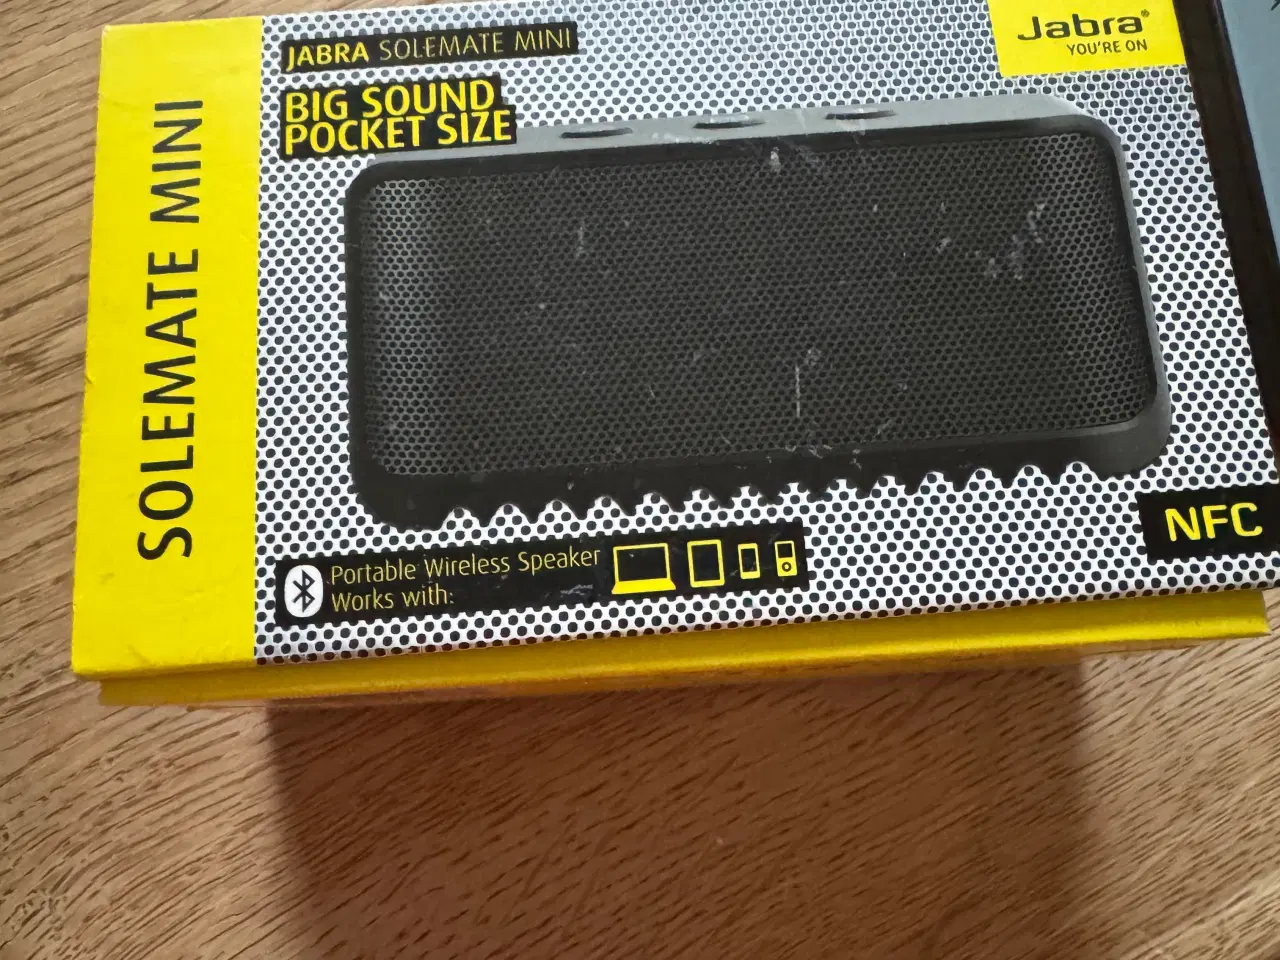 JABRA SOLEMATE MINI
BIG SOUND
POCKET SIZE
Jabra®
YOU'RE ON
SOLEMATE MINI
NFC
Portable Wireless Speaker
Works with: